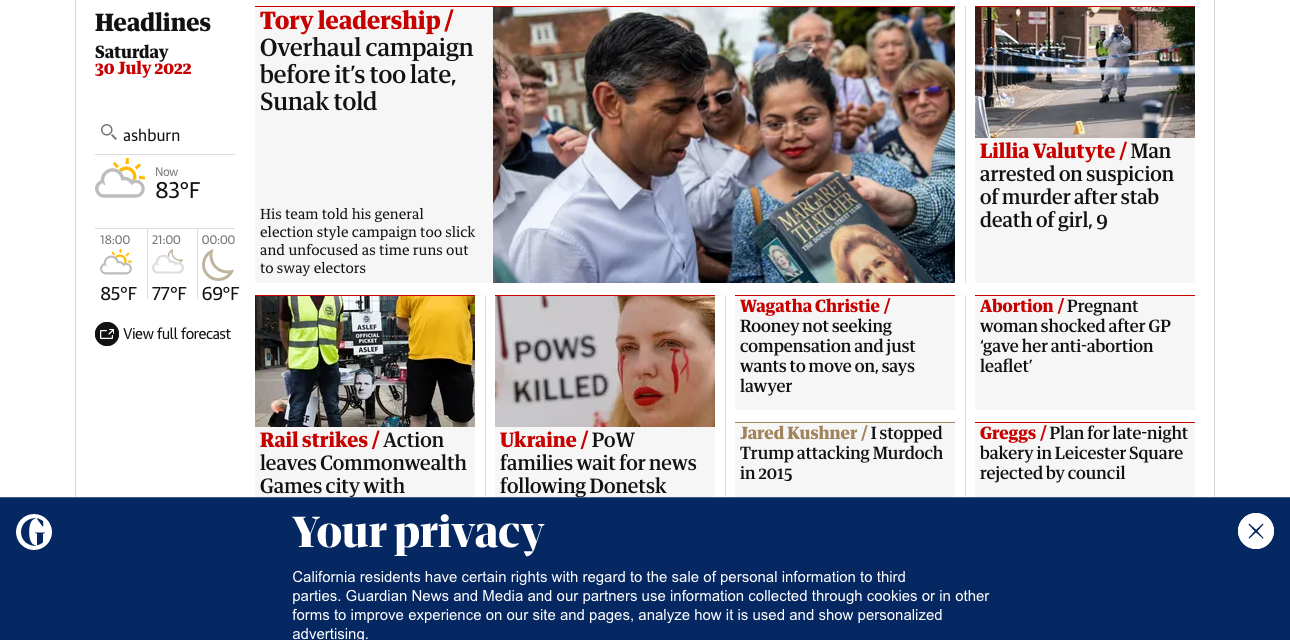 Headlines
Saturday
30 July 2022
ashburn
Now
83°F
18:00
21:00
00:00
85°F
77°F
69°F
View full forecast
Tory leadership /
Overhaul campaign
before it’s too late,
Sunak told
His team told his general
election style campaign too slick
and unfocused as time runs out
to sway electors
MARGARET
THATCHER
THE DOWNING STREET YEARS
Lillia Valutyte / Man
arrested on suspicion
of murder after stab
death of girl, 9
ASLEF
OFFICIAL
PICKET
ASLEF
Rail strikes / Action
leaves Commonwealth
Games city with
POWS
KILLED
Ukraine / PoW
families wait for news
following Donetsk
Wagatha Christie /
Rooney not seeking
compensation and just
wants to move on, says
lawyer
Jared Kushner / I stopped
Trump attacking Murdoch
in 2015
Abortion / Pregnant
woman shocked after GP
‘gave her anti-abortion
leaflet’
Greggs / Plan for late-night
bakery in Leicester Square
rejected by council
G
Your privacy
California residents have certain rights with regard to the sale of personal information to third
parties. Guardian News and Media and our partners use information collected through cookies or in other
forms to improve experience on our site and pages, analyze how it is used and show personalized
advertising.